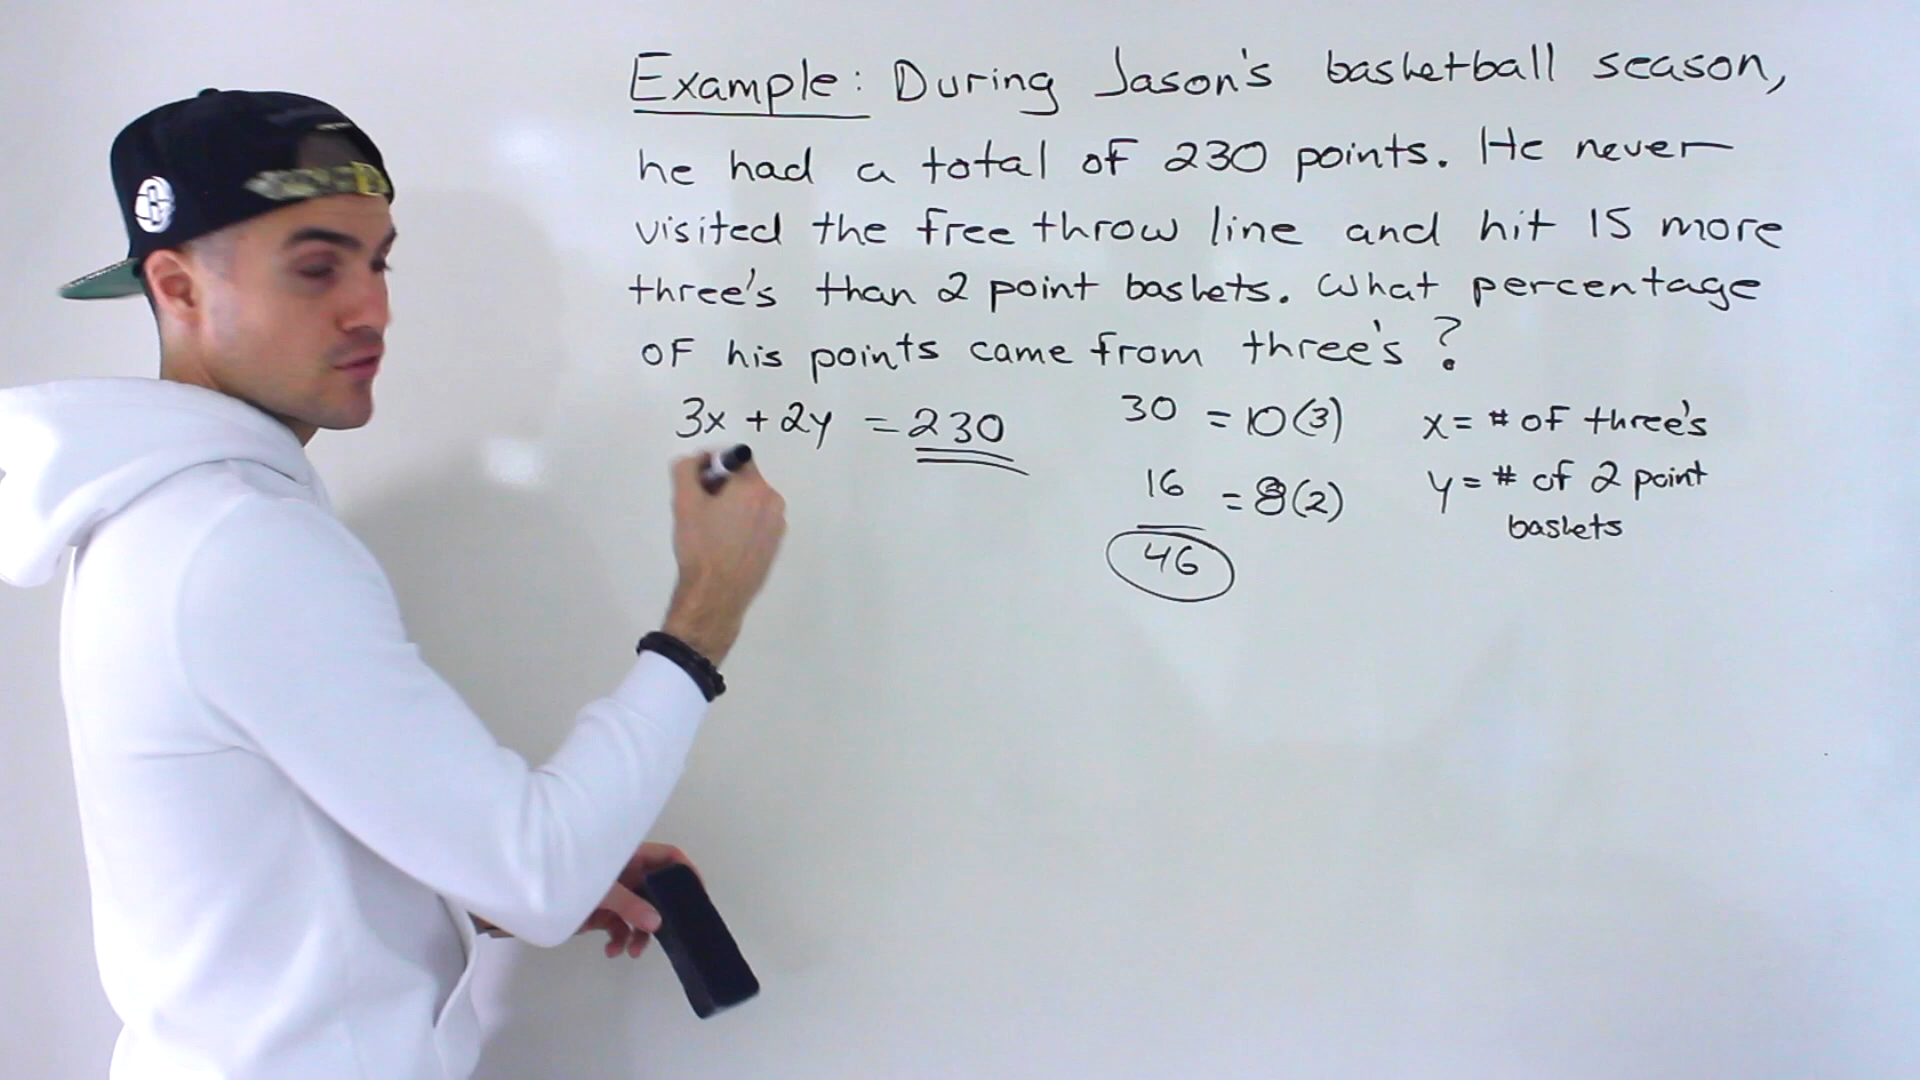 Example: During Jason's basketball season,
he had a total of 230 points. He never
visited the free throw line and hit 15 more
three's than 2 point baskets. What percentage
of his points came from three's?
3x + 2y = 230
30 = 10(3)
16 = 8(2)
46
x = # of three's
y = # of 2 point
baskets
B